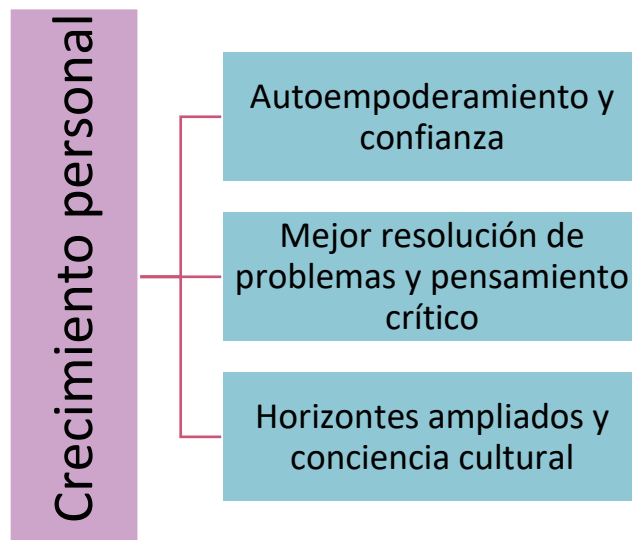 Crecimiento personal
Autoempoderamiento y
confianza
Mejor resolución de
problemas y pensamiento
crítico
Horizontes ampliados y
conciencia cultural